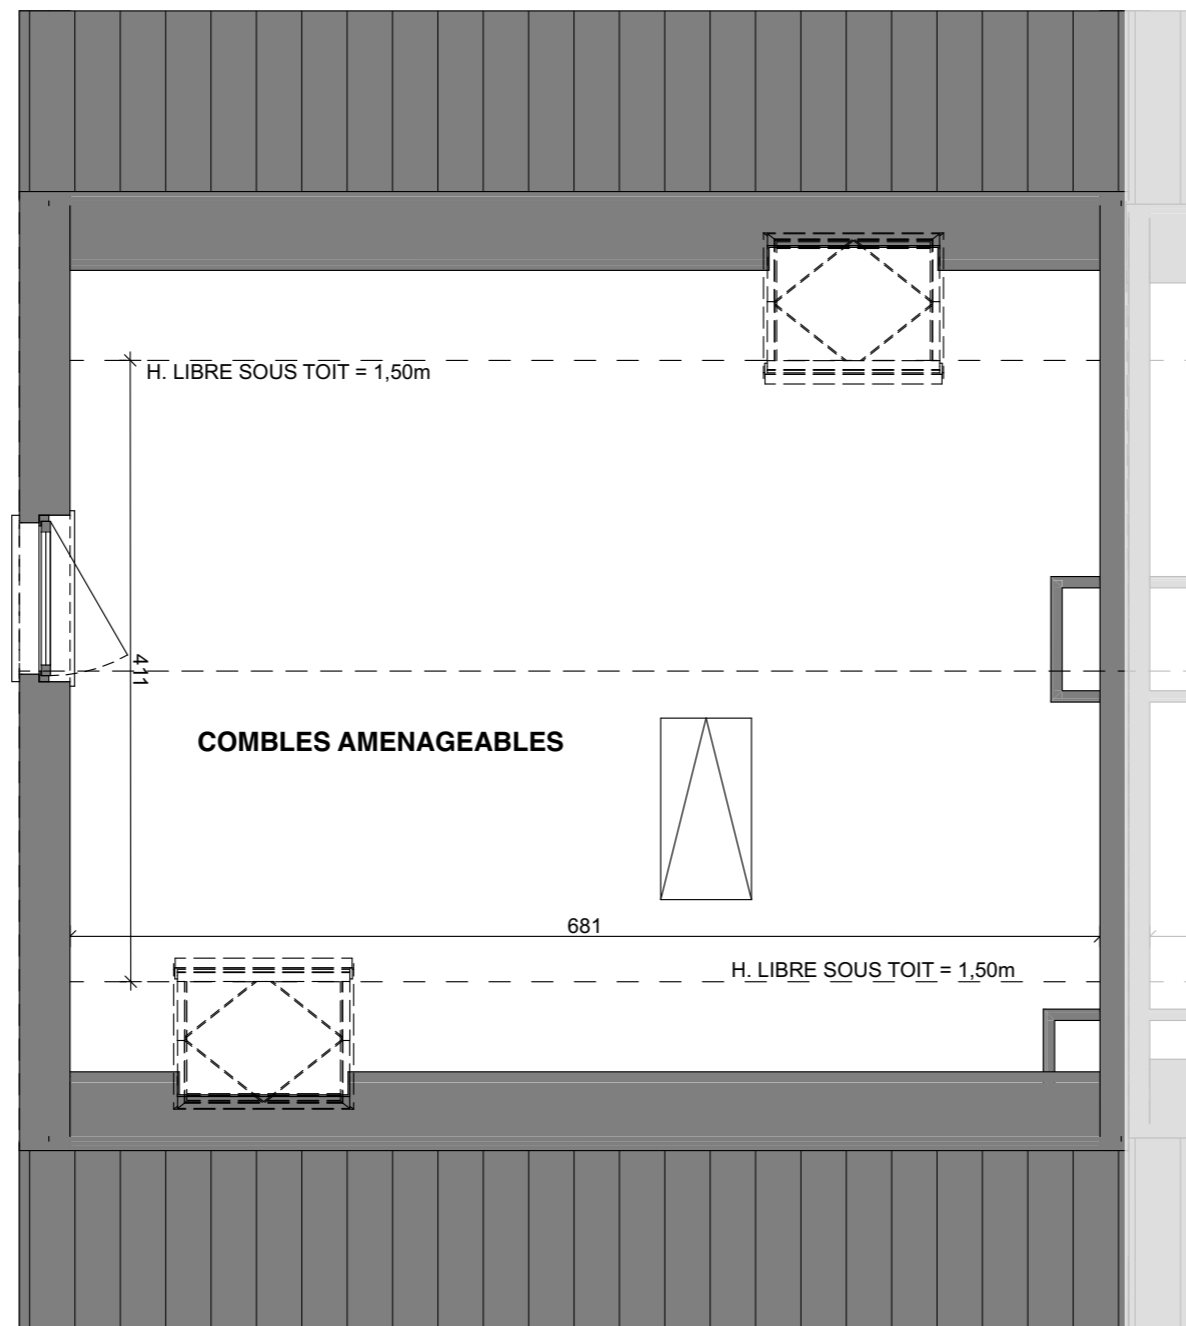 H. LIBRE SOUS TOIT = 1,50m
411
COMBLES AMENAGEABLES
681
H. LIBRE SOUS TOIT = 1,50m